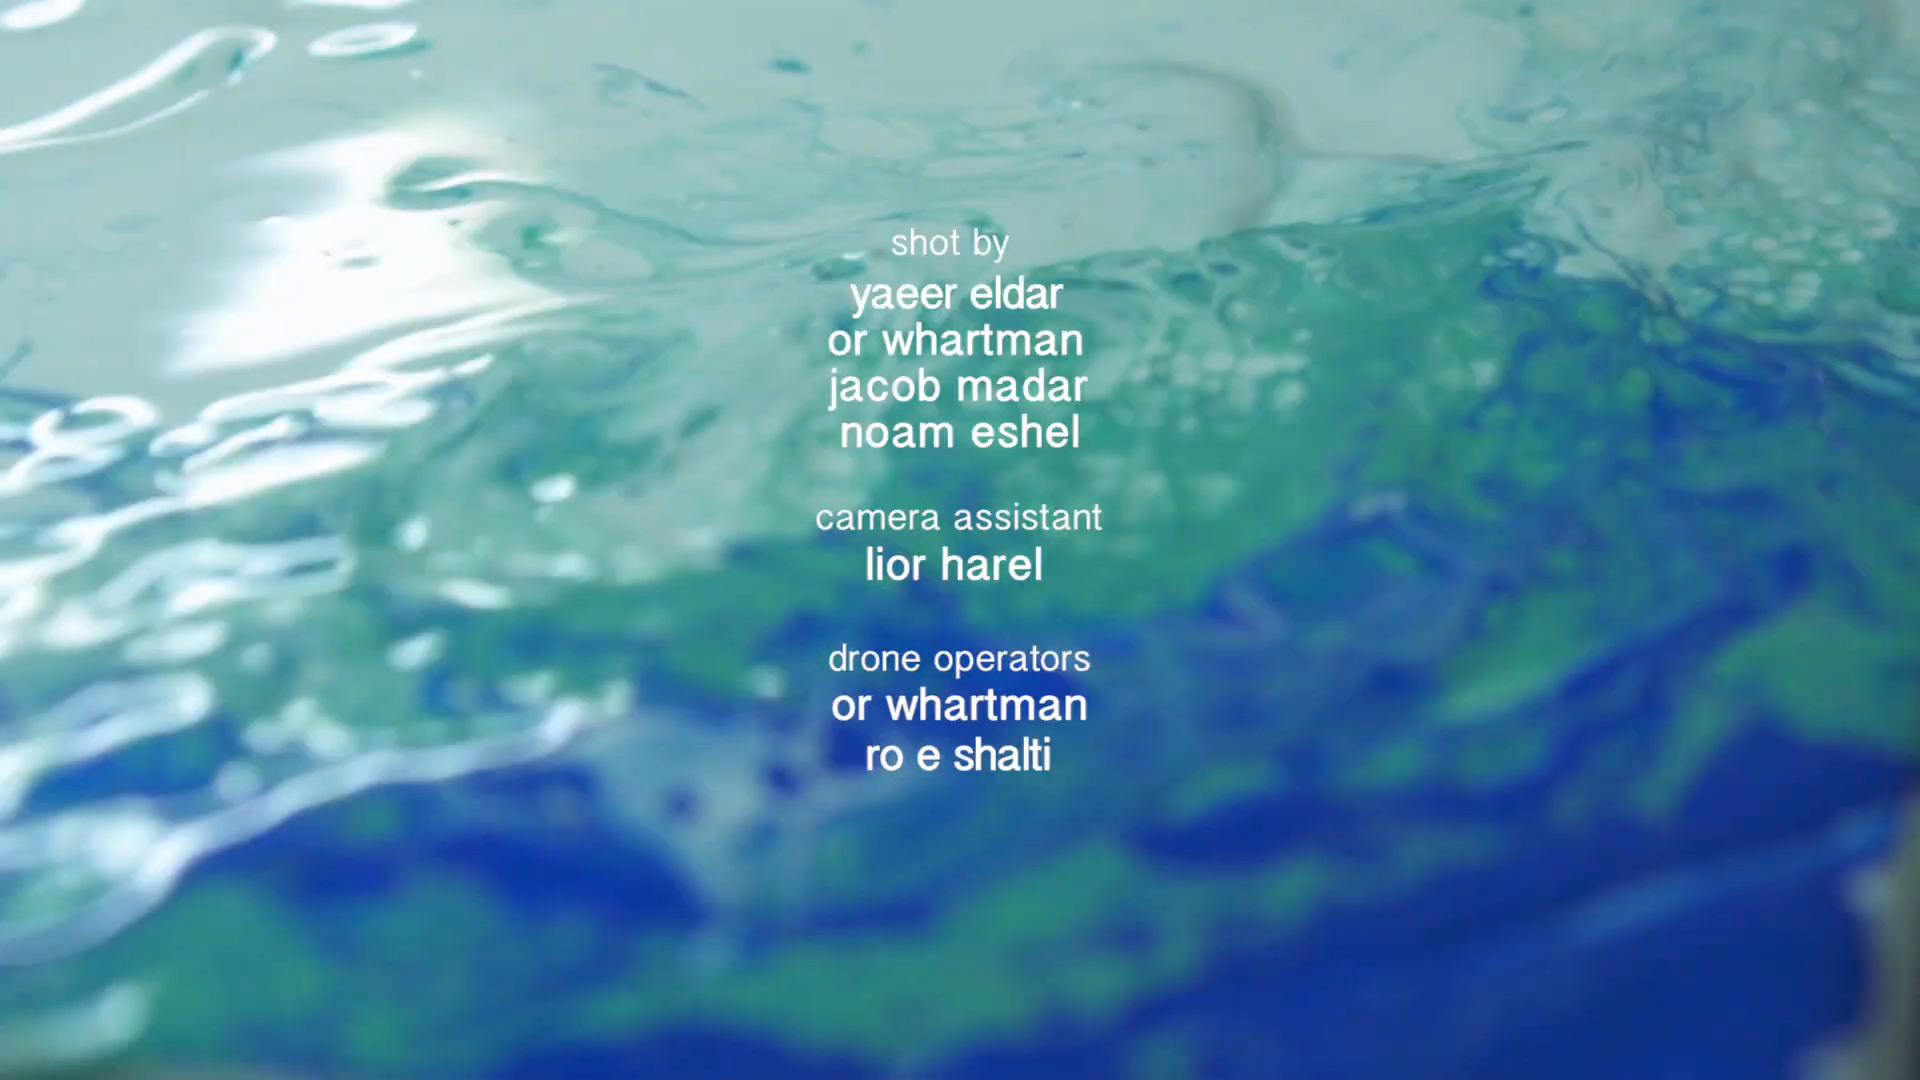 shot by
yaeer eldar
or whartman
jacob madar
noam eshel
camera assistant
lior harel
drone operators
or whartman
ro e shalti